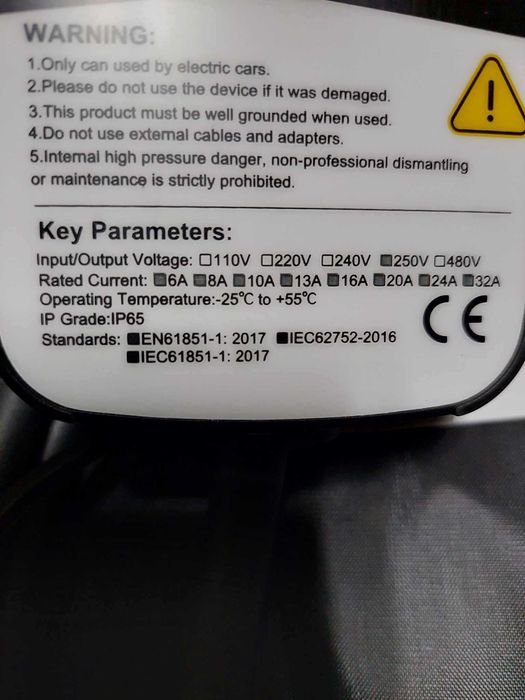 WARNING:
1.Only can used by electric cars.
2.Please do not use the device if it was damaged.
3.This product must be well grounded when used.
4.Do not use external cables and adapters.
5.Internal high pressure danger, non-professional dismantling
or maintenance is strictly prohibited.
Key Parameters:
Input/Output Voltage: ☐110V ☐220V ☐240V ■250V ☐480V
Rated Current: ■6A ■8A ■10A ■13A ■16A ■20A ■24A ■32A
Operating Temperature:-25℃ to +55℃
IP Grade:IP65
CE
Standards: ■EN61851-1: 2017 ■IEC62752-2016
■IEC61851-1: 2017